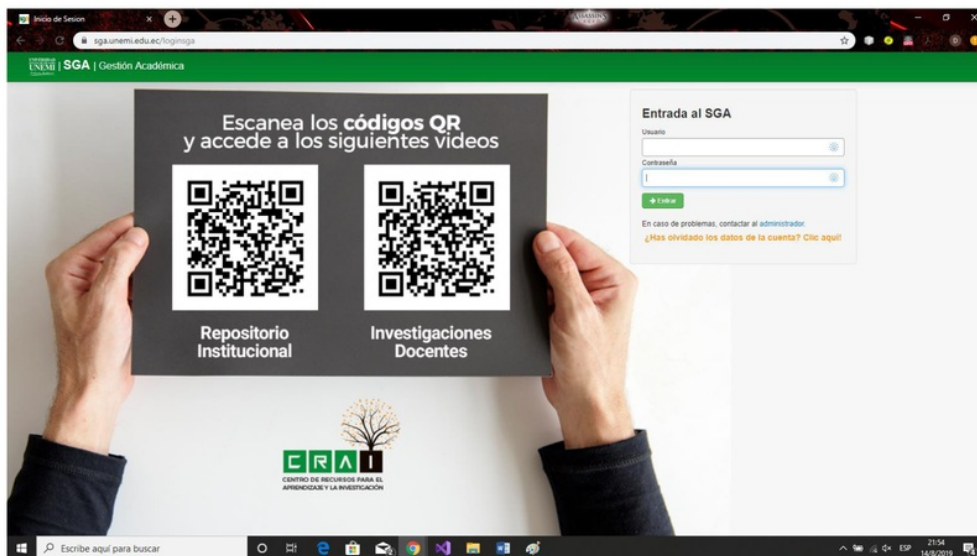 Inicio de Sesion
sga.unemi.edu.ec/loginsga
UNEMI | SGA | Gestión Académica
Escanea los códigos QR
y accede a los siguientes videos
Repositorio
Institucional
Investigaciones
Docentes
CRAI
CENTRO DE RECURSOS PARA EL
APRENDIZAJE Y LA INVESTIGACIÓN
Entrada al SGA
Usuario
Contraseña
Entrar
En caso de problemas, contactar al administrador.
¿Has olvidado los datos de la cuenta? Clic aqui!
Escribe aquí para buscar
ESP
21:54
14/8/2019